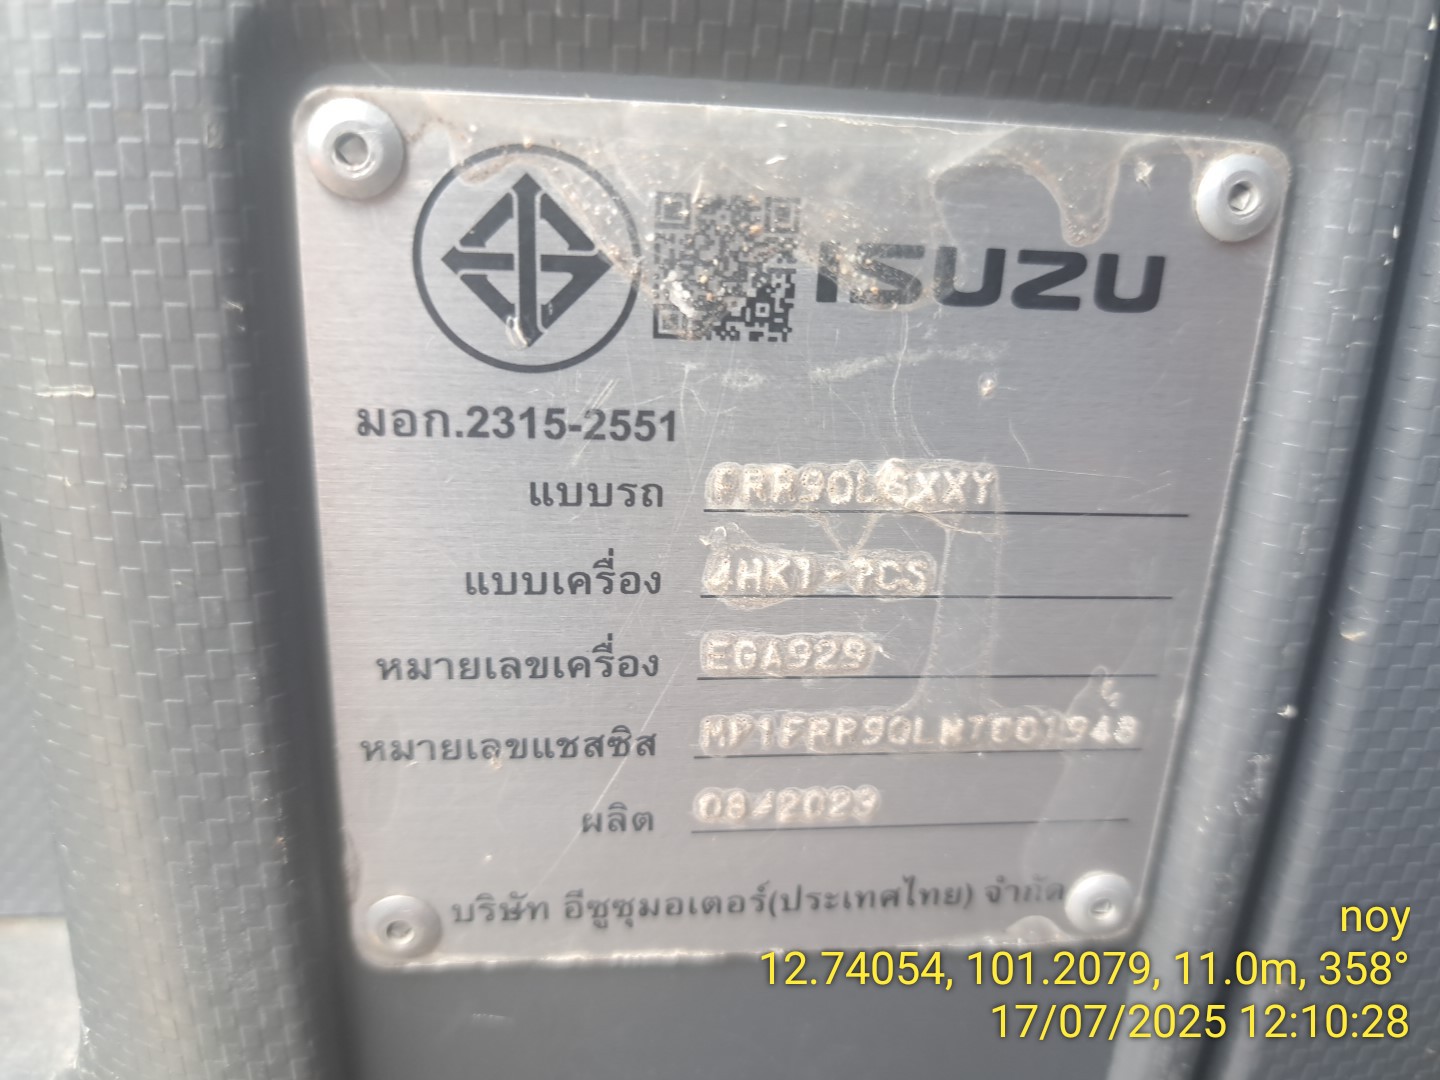 ISUZU
มอก.2315-2551
แบบรถ FRR90LSXXY
แบบเครื่อง 4HK1-TCS
หมายเลขเครื่อง EGA929
หมายเลขแชสซิส
ผลิต 08/2023
บริษัท อีซูซุมอเตอร์(ประเทศไทย) จำกัด
noy
12.74054, 101.2079, 11.0m, 358°
17/07/2025 12:10:28